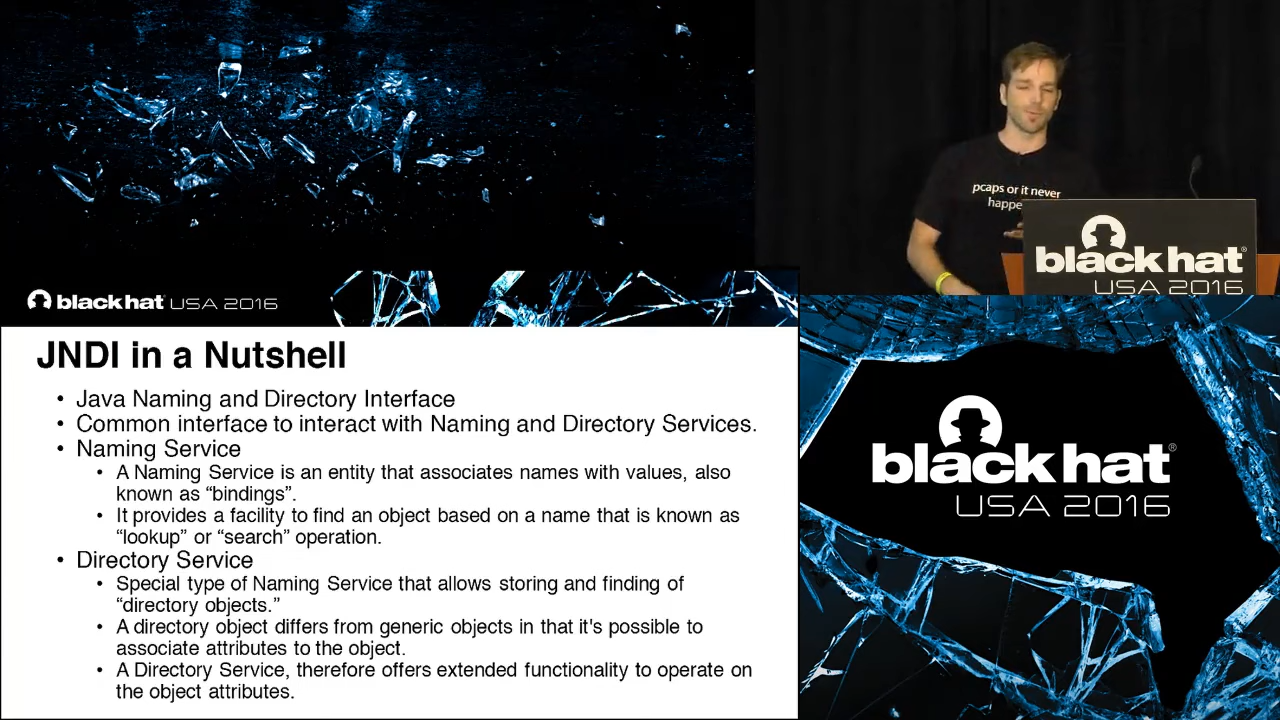 pcaps or it never
black hat
USA 2016
black hat USA 2016
JNDI in a Nutshell
• Java Naming and Directory Interface
• Common interface to interact with Naming and Directory Services.
• Naming Service
• A Naming Service is an entity that associates names with values, also
known as “bindings”.
• It provides a facility to find an object based on a name that is known as
“lookup” or “search” operation.
• Directory Service
• Special type of Naming Service that allows storing and finding of
“directory objects.”
• A directory object differs from generic objects in that it's possible to
associate attributes to the object.
• A Directory Service, therefore offers extended functionality to operate on
the object attributes.
black hat®
USA 2016